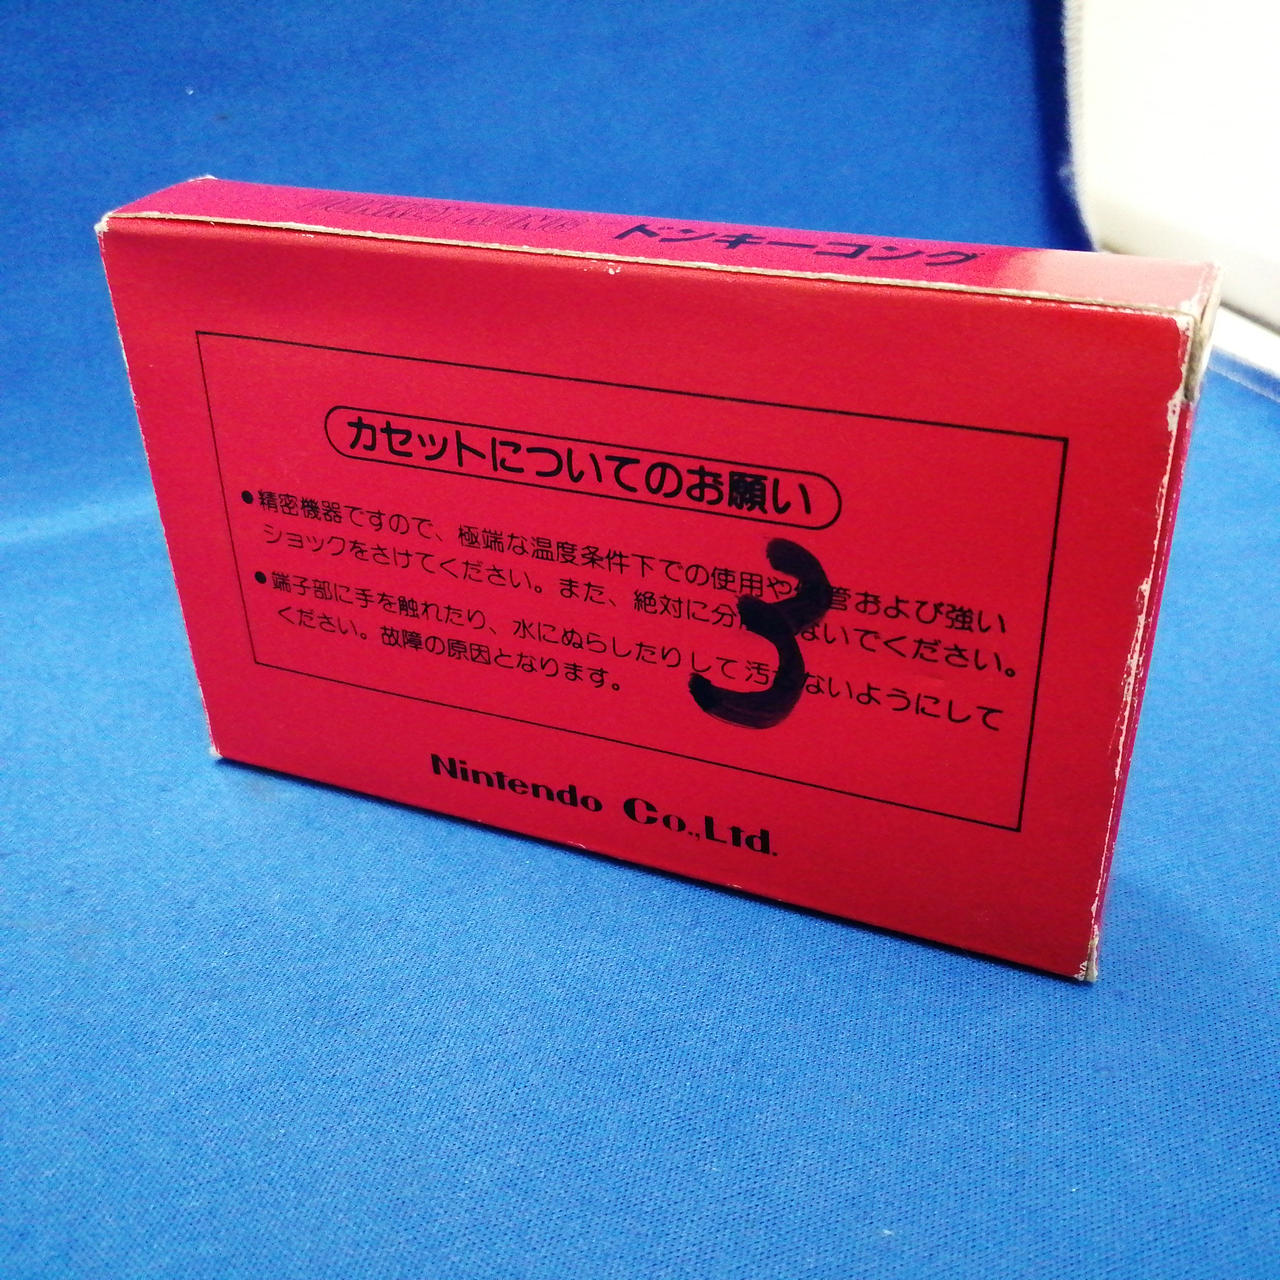 ドンキーコング
カセットについてのお願い
●精密機器ですので、極端な温度条件下での使用や管および強い
ショックをさけてください。また、絶対に分ないでください。
●端子部に手を触れたり、水にぬらしたりして汚ないようにして
ください。故障の原因となります。
3
Nintendo Co.,Ltd.